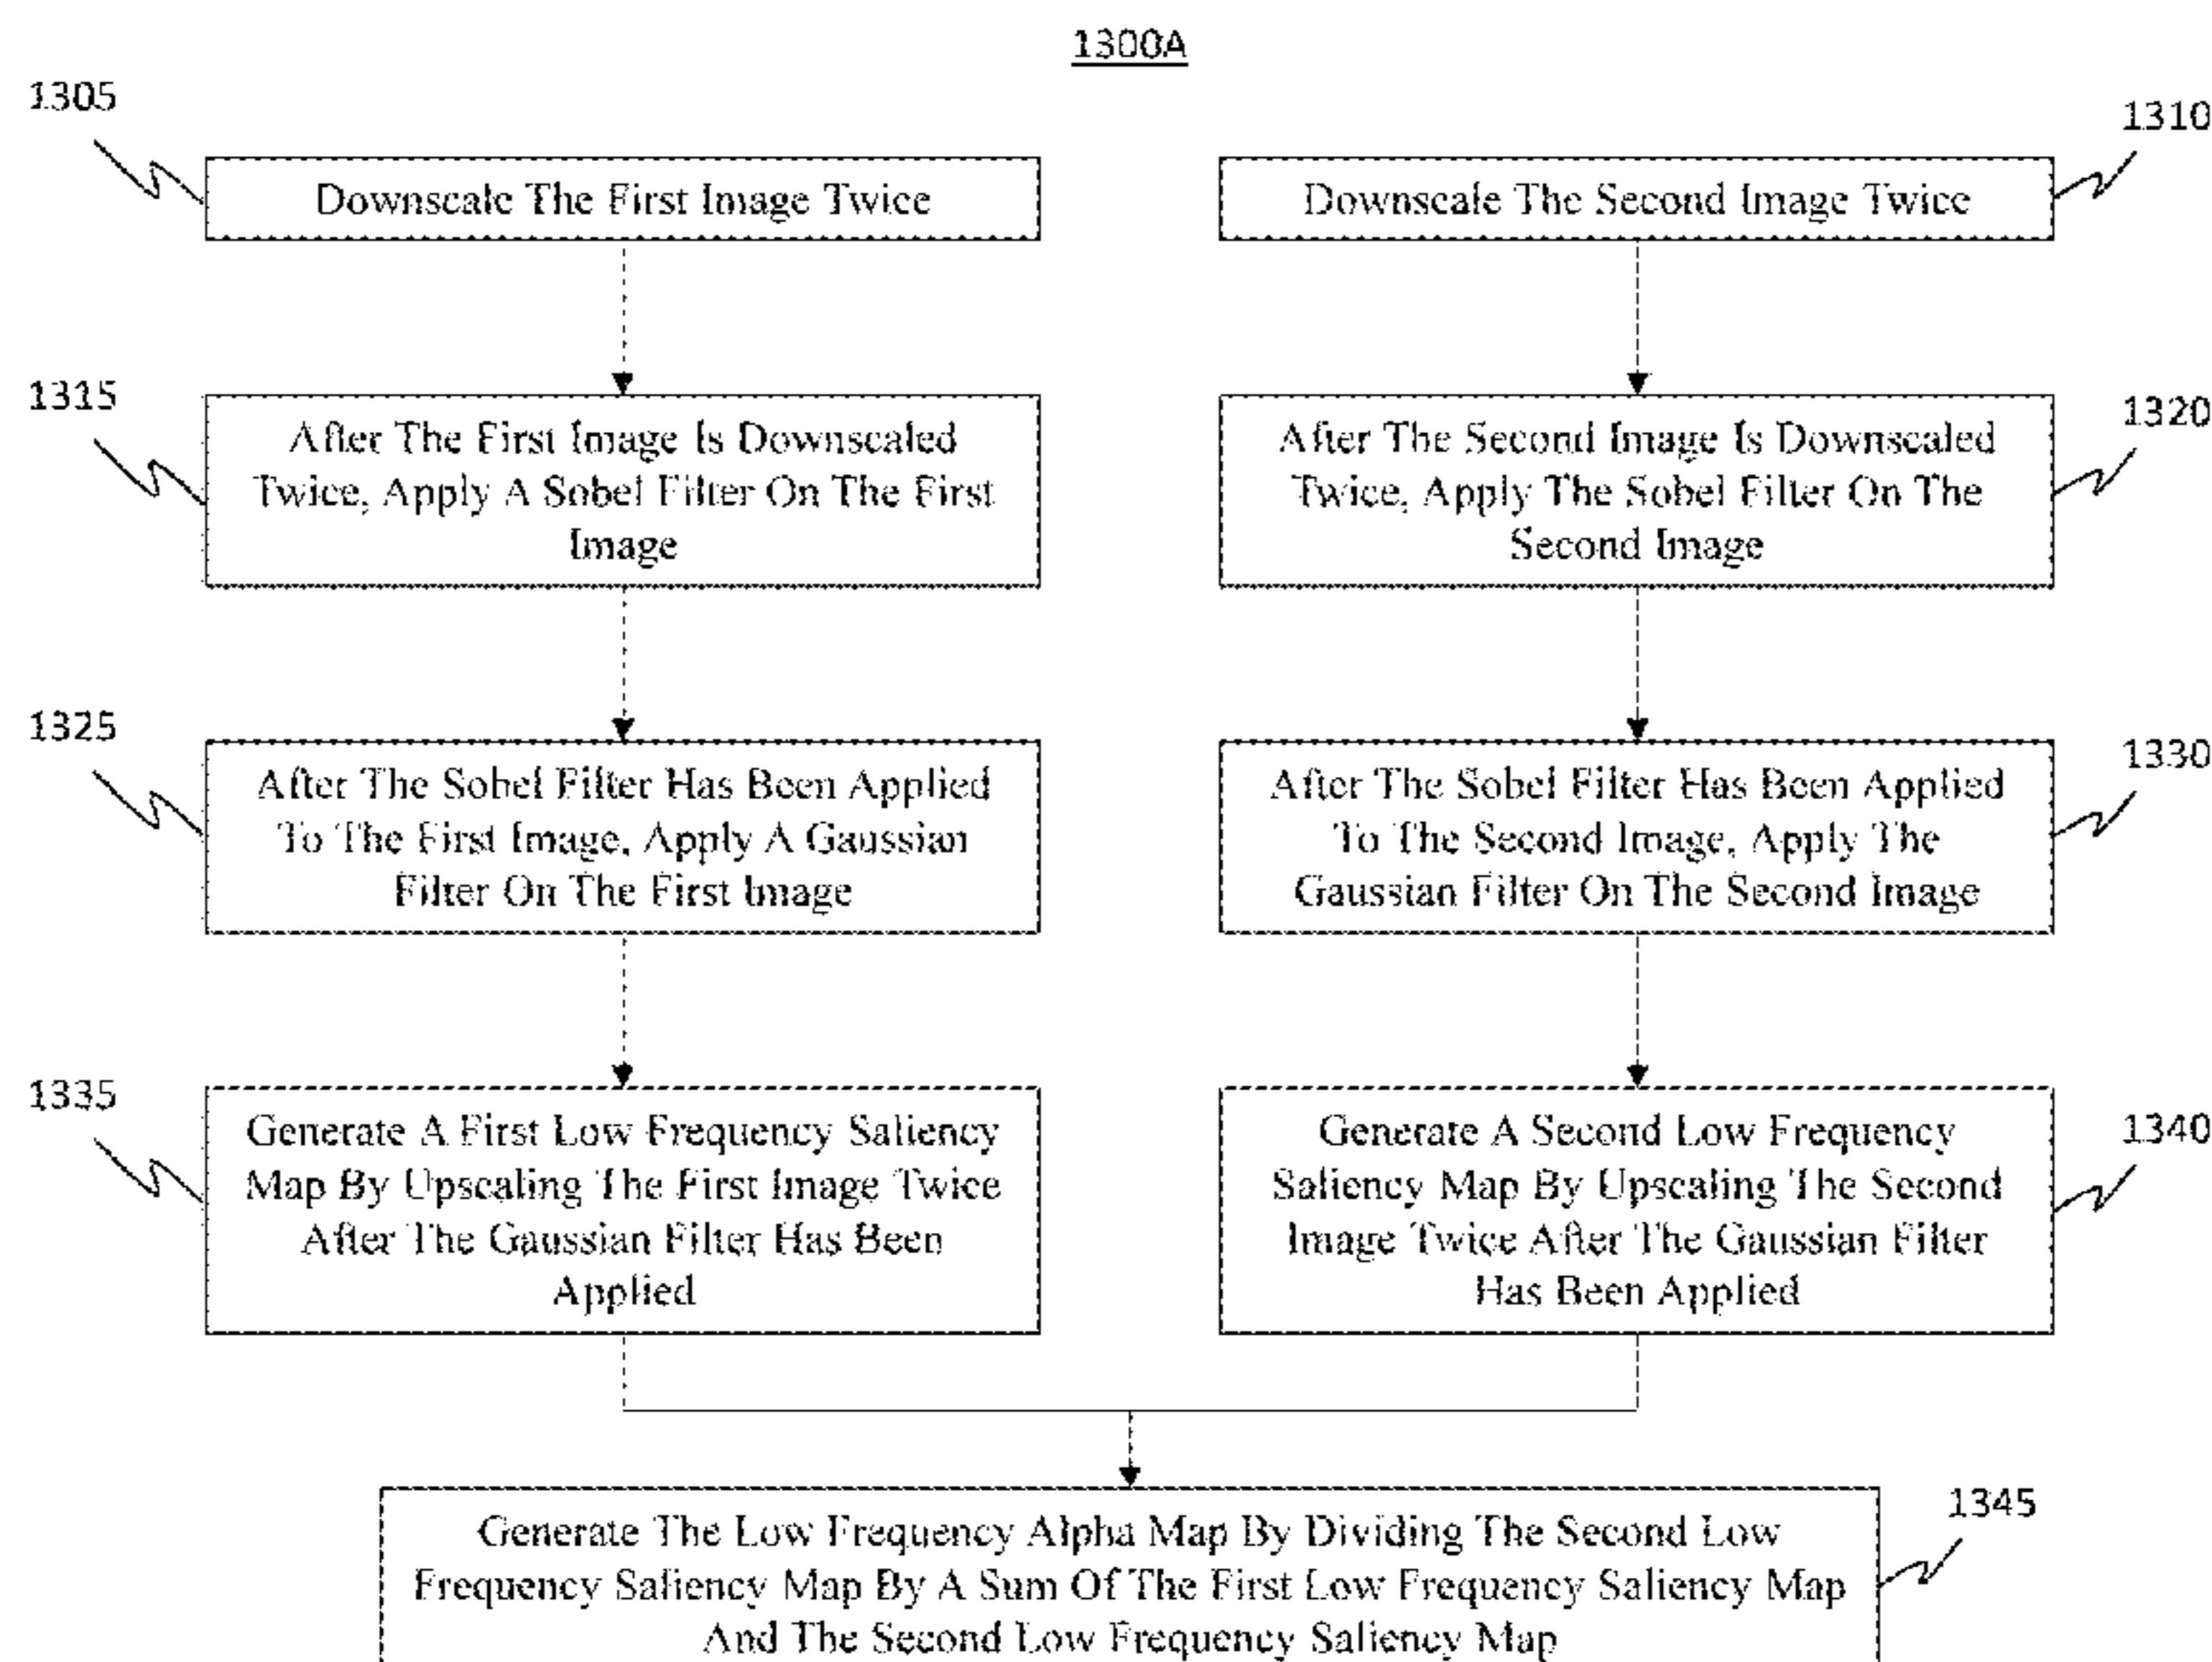 1300A
1305
Downscale The First Image Twice
1310
Downscale The Second Image Twice
1315
After The First Image Is Downscaled
Twice, Apply A Sobel Filter On The First
Image
1320
After The Second Image Is Downscaled
Twice, Apply The Sobel Filter On The
Second Image
1325
After The Sobel Filter Has Been Applied
To The First Image, Apply A Gaussian
Filter On The First Image
1330
After The Sobel Filter Has Been Applied
To The Second Image, Apply The
Gaussian Filter On The Second Image
1335
Generate A First Low Frequency Saliency
Map By Upscaling The First Image Twice
After The Gaussian Filter Has Been
Applied
1340
Generate A Second Low Frequency
Saliency Map By Upscaling The Second
Image Twice After The Gaussian Filter
Has Been Applied
1345
Generate The Low Frequency Alpha Map By Dividing The Second Low
Frequency Saliency Map By A Sum Of The First Low Frequency Saliency Map
And The Second Low Frequency Saliency Map